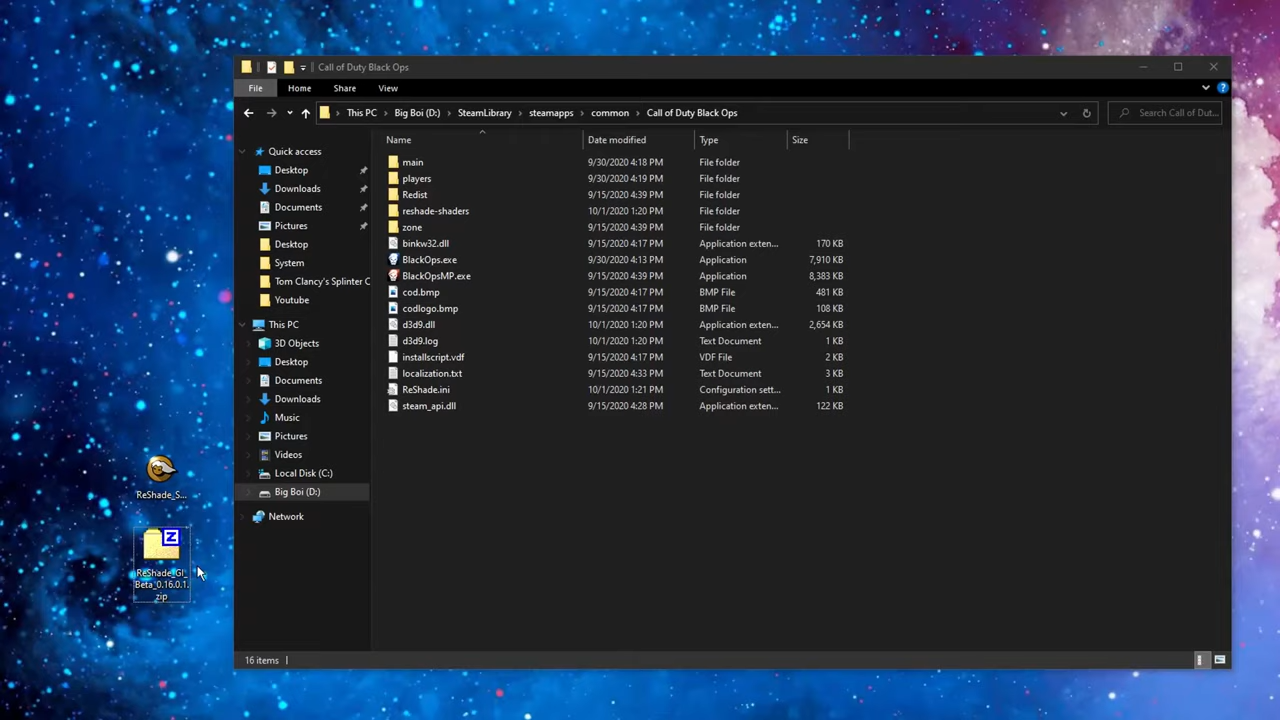 Call of Duty Black Ops
File Home Share View
This PC Big Boi (D:) SteamLibrary steamapps common Call of Duty Black Ops
Search Call of Dut...
Name Date modified Type Size
main 9/30/2020 4:18 PM File folder
players 9/30/2020 4:19 PM File folder
Redist 9/15/2020 4:39 PM File folder
reshade-shaders 10/1/2020 1:20 PM File folder
zone 9/15/2020 4:39 PM File folder
binkw32.dll 9/15/2020 4:17 PM Application exten... 170 KB
BlackOps.exe 9/30/2020 4:13 PM Application 7,910 KB
BlackOpsMP.exe 9/15/2020 4:39 PM Application 8,383 KB
cod.bmp 9/15/2020 4:17 PM BMP File 481 KB
codlogo.bmp 9/15/2020 4:17 PM BMP File 108 KB
d3d9.dll 10/1/2020 1:20 PM Application exten... 2,654 KB
d3d9.log 10/1/2020 1:20 PM Text Document 1 KB
installscript.vdf 9/15/2020 4:17 PM VDF File 2 KB
localization.txt 9/15/2020 4:33 PM Text Document 3 KB
ReShade.ini 10/1/2020 1:21 PM Configuration sett... 1 KB
steam_api.dll 9/15/2020 4:28 PM Application exten... 122 KB
Quick access
Desktop
Downloads
Documents
Pictures
Desktop
System
Tom Clancy's Splinter C
Youtube
This PC
3D Objects
Desktop
Documents
Downloads
Music
Pictures
Videos
Local Disk (C:)
Big Boi (D:)
Network
16 items
ReShade_S...
Z
ReShade_GI_
Beta_0.16.0.1.
zip